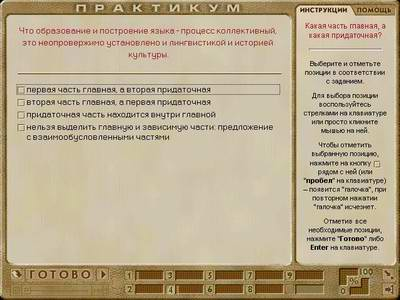 ПРАКТИКУМ
ИНСТРУКЦИИ
ПОМОЩЬ
Что образование и построение языка - процесс коллективный,
это неопровержимо установлено и лингвистикой и историей
культуры.
первая часть главная, а вторая придаточная
вторая часть главная, а первая придаточная
придаточная часть находится внутри главной
нельзя выделить главную и зависимую части: предложение
с взаимообусловленными частями
Какая часть главная, а
какая придаточная?
Выберите и отметьте
позиции в соответствии
с заданием.
Для выбора позиции
воспользуйтесь
стрелками на клавиатуре
или просто кликните
мышью на ней.
Чтобы отметить
выбранную позицию,
нажмите на кнопку
рядом с ней (или
"пробел" на клавиатуре)
– появится "галочка", при
повторном нажатии
"галочка" исчезнет.
Отметив все
необходимые позиции,
нажмите "Готово" либо
Enter на клавиатуре.
ГОТОВО
1 3 5 7 9
2 4 6 8
100
%
0